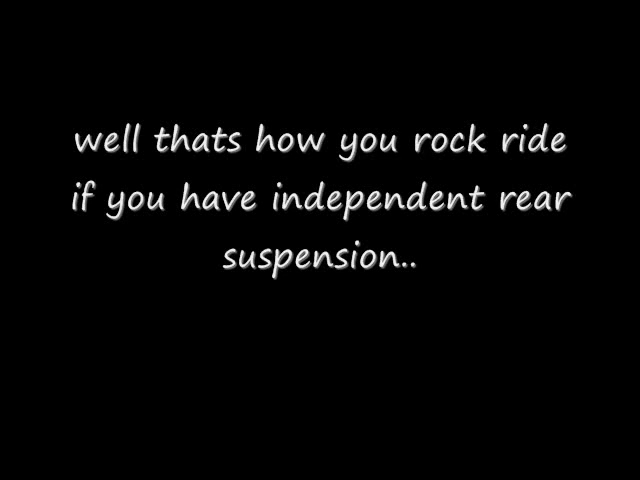 well thats how you rock ride
if you have independent rear
suspension..